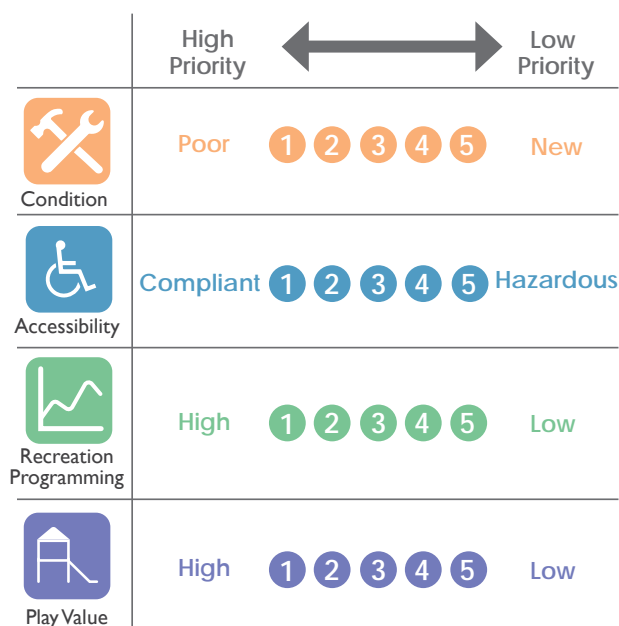 High
Priority
Low
Priority
Condition
Poor
1 2 3 4 5
New
Accessibility
Compliant
1 2 3 4 5
Hazardous
Recreation
Programming
High
1 2 3 4 5
Low
Play Value
High
1 2 3 4 5
Low